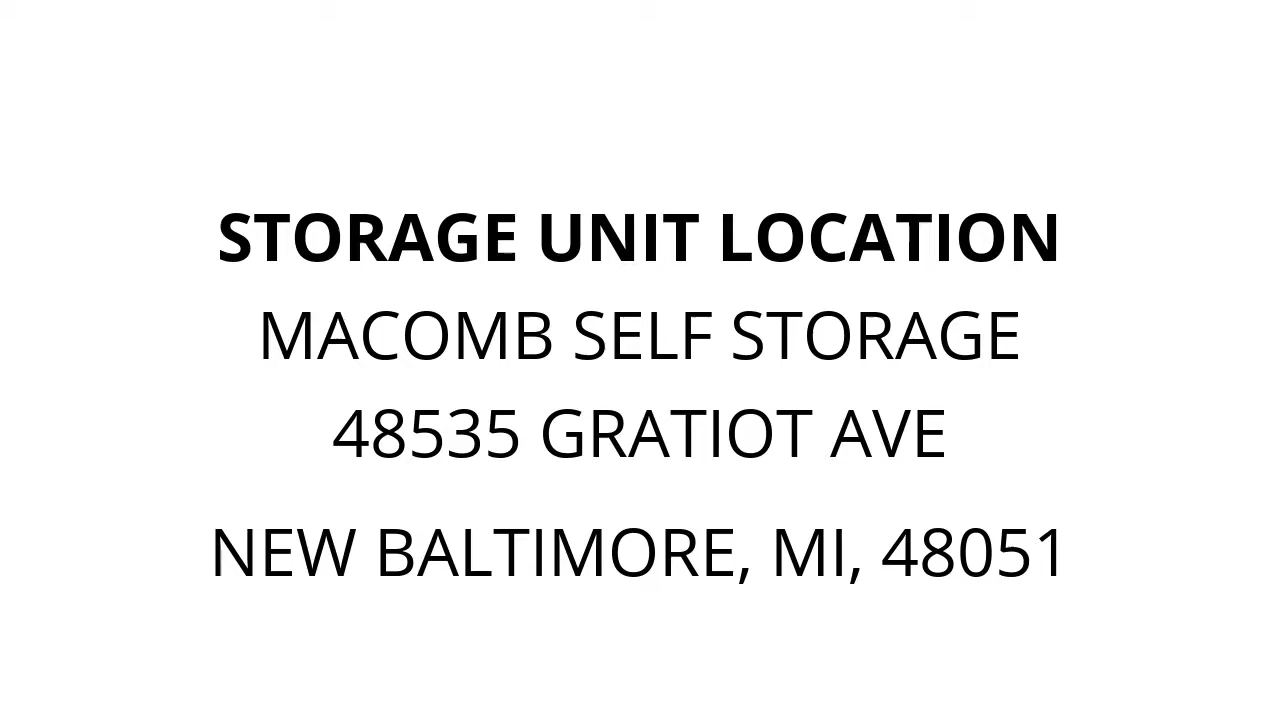 STORAGE UNIT LOCATION
MACOMB SELF STORAGE
48535 GRATIOT AVE
NEW BALTIMORE, MI, 48051